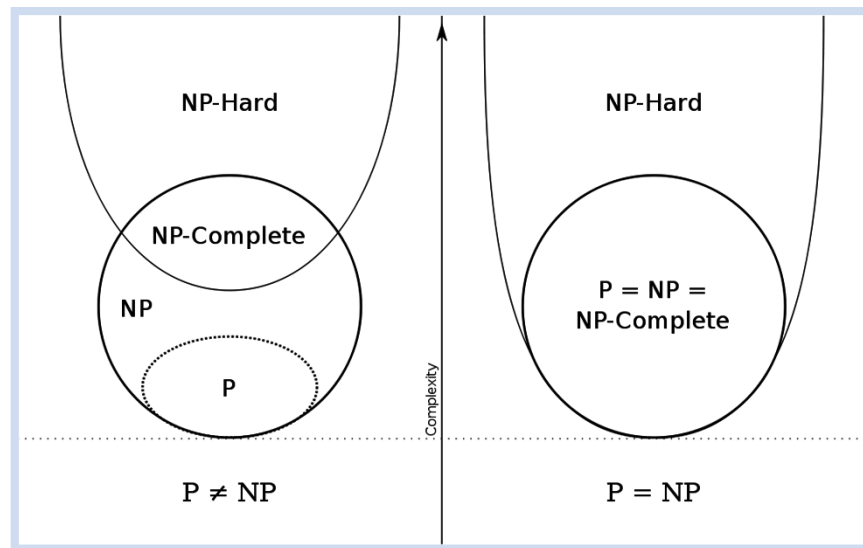 NP-Hard
NP-Complete
NP
P
P ≠ NP
Complexity
NP-Hard
P = NP =
NP-Complete
P = NP